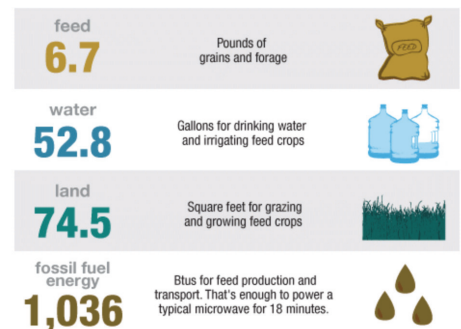 feed
6.7
Pounds of
grains and forage
FEED
water
52.8
Gallons for drinking water
and irrigating feed crops
land
74.5
Square feet for grazing
and growing feed crops
fossil fuel
energy
1,036
Btus for feed production and
transport. That's enough to power a
typical microwave for 18 minutes.